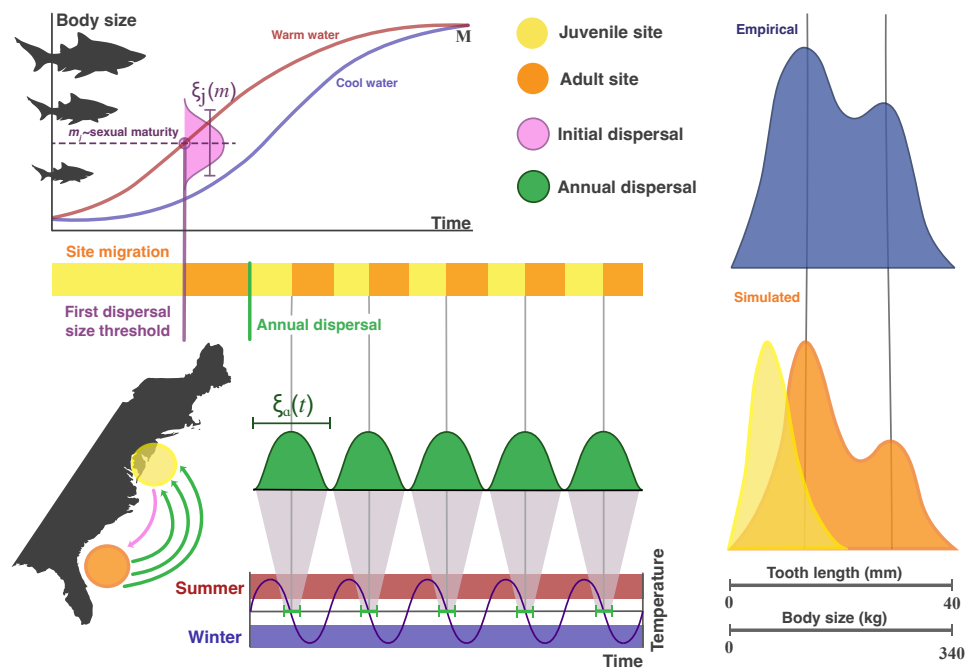 Body size
Warm water
M
Cool water
ξj(m)
mi~sexual maturity
Time
Juvenile site
Adult site
Initial dispersal
Annual dispersal
Site migration
First dispersal
size threshold
Annual dispersal
ξα(t)
Summer
Winter
Temperature
Time
Empirical
Simulated
Tooth length (mm)
0 40
Body size (kg)
0 340